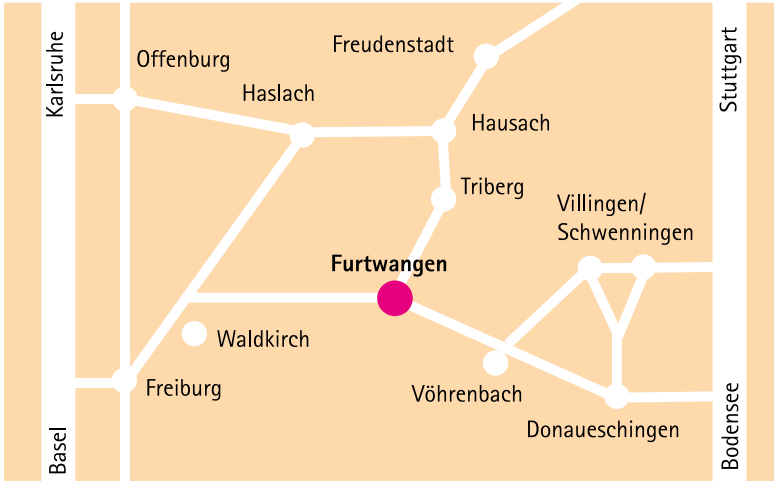 Karlsruhe
Offenburg
Freudenstadt
Stuttgart
Haslach
Hausach
Triberg
Villingen/
Schwenningen
Furtwangen
Waldkirch
Freiburg
Vöhrenbach
Donaueschingen
Basel
Bodensee